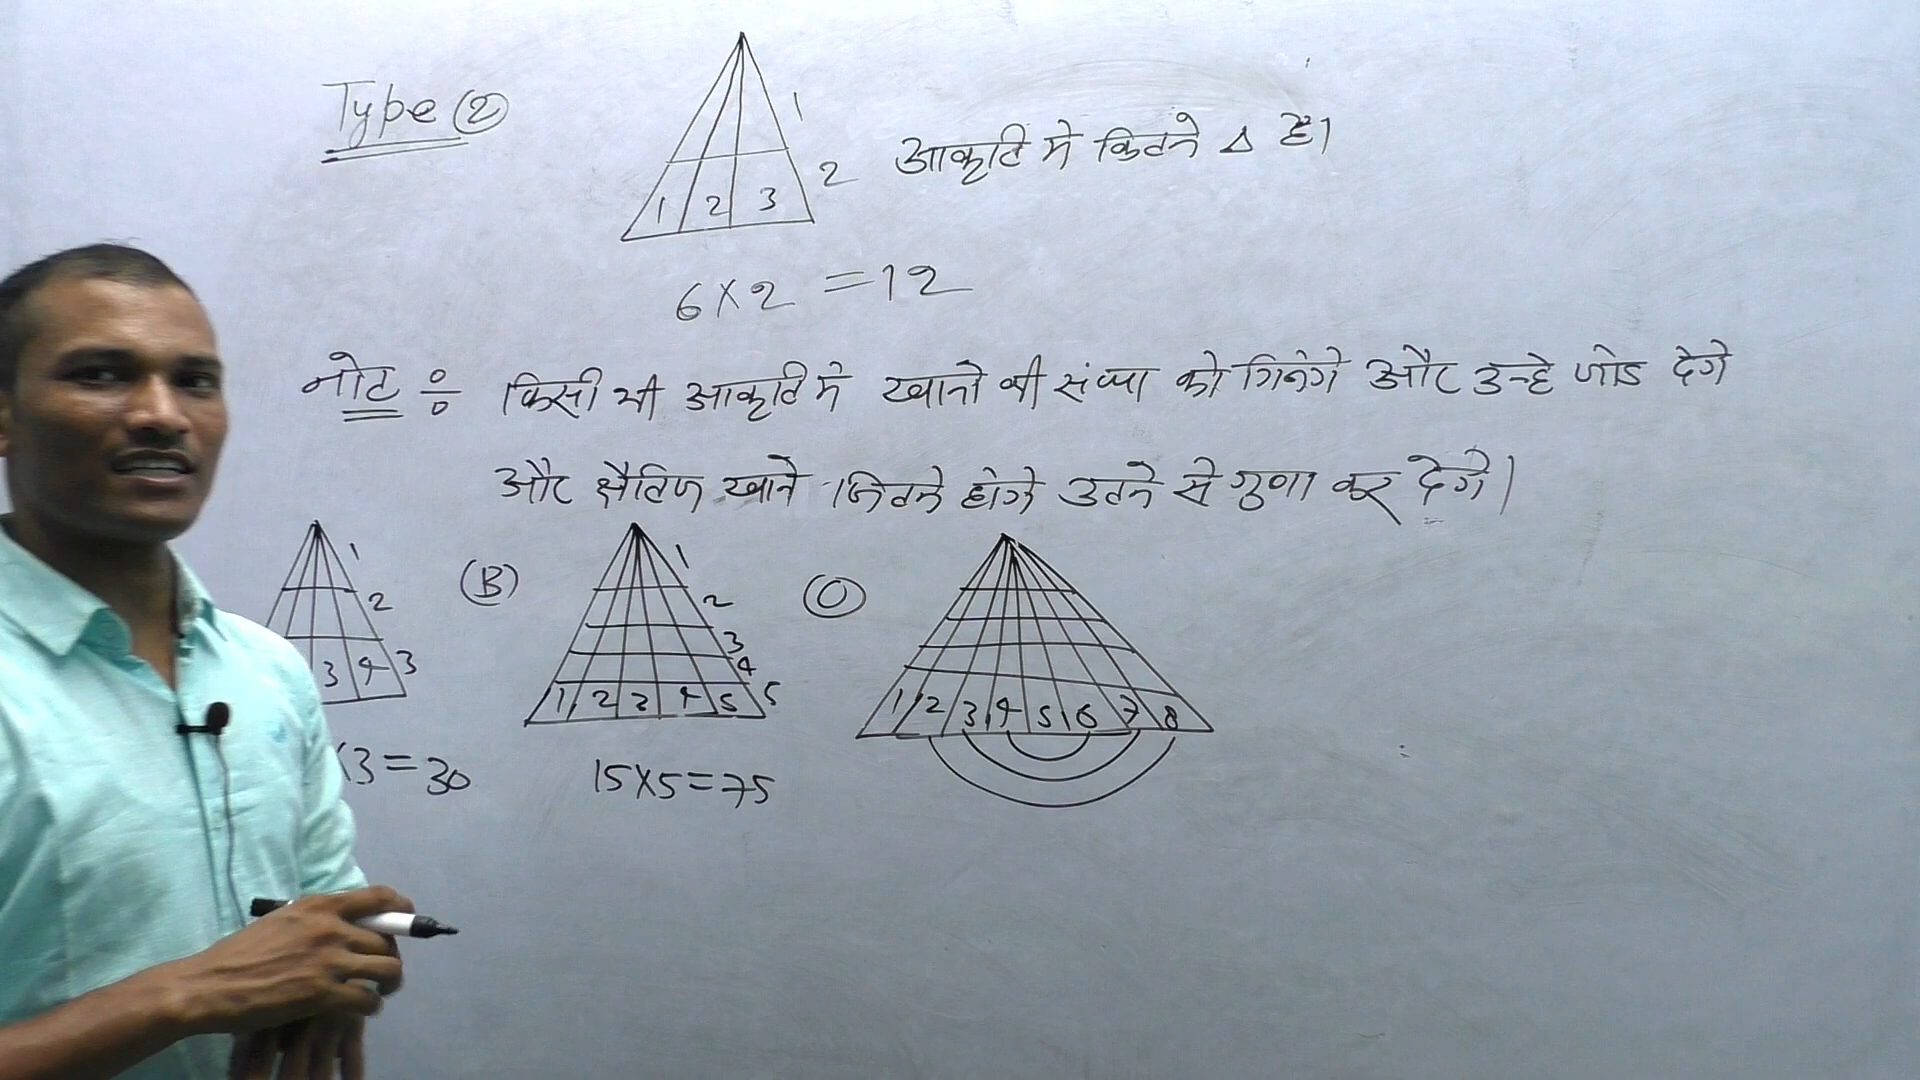 Type (2)
1
2
1 2 3
आकृति मे कितने Δ है।
6×2 =12
नोट ÷ किसी भी आकृति मे खानो की संख्या को गिनेंगे और उन्हे जोड देगे
और क्षैतिज खाने जितने होगे उतने से गुणा कर देगे।
1
2
3 4 3
×3=30
(B)
1
2
3
4
1 2 3 4 5 5
15×5=75
(C)
1 2 3 4 5 6 7 8